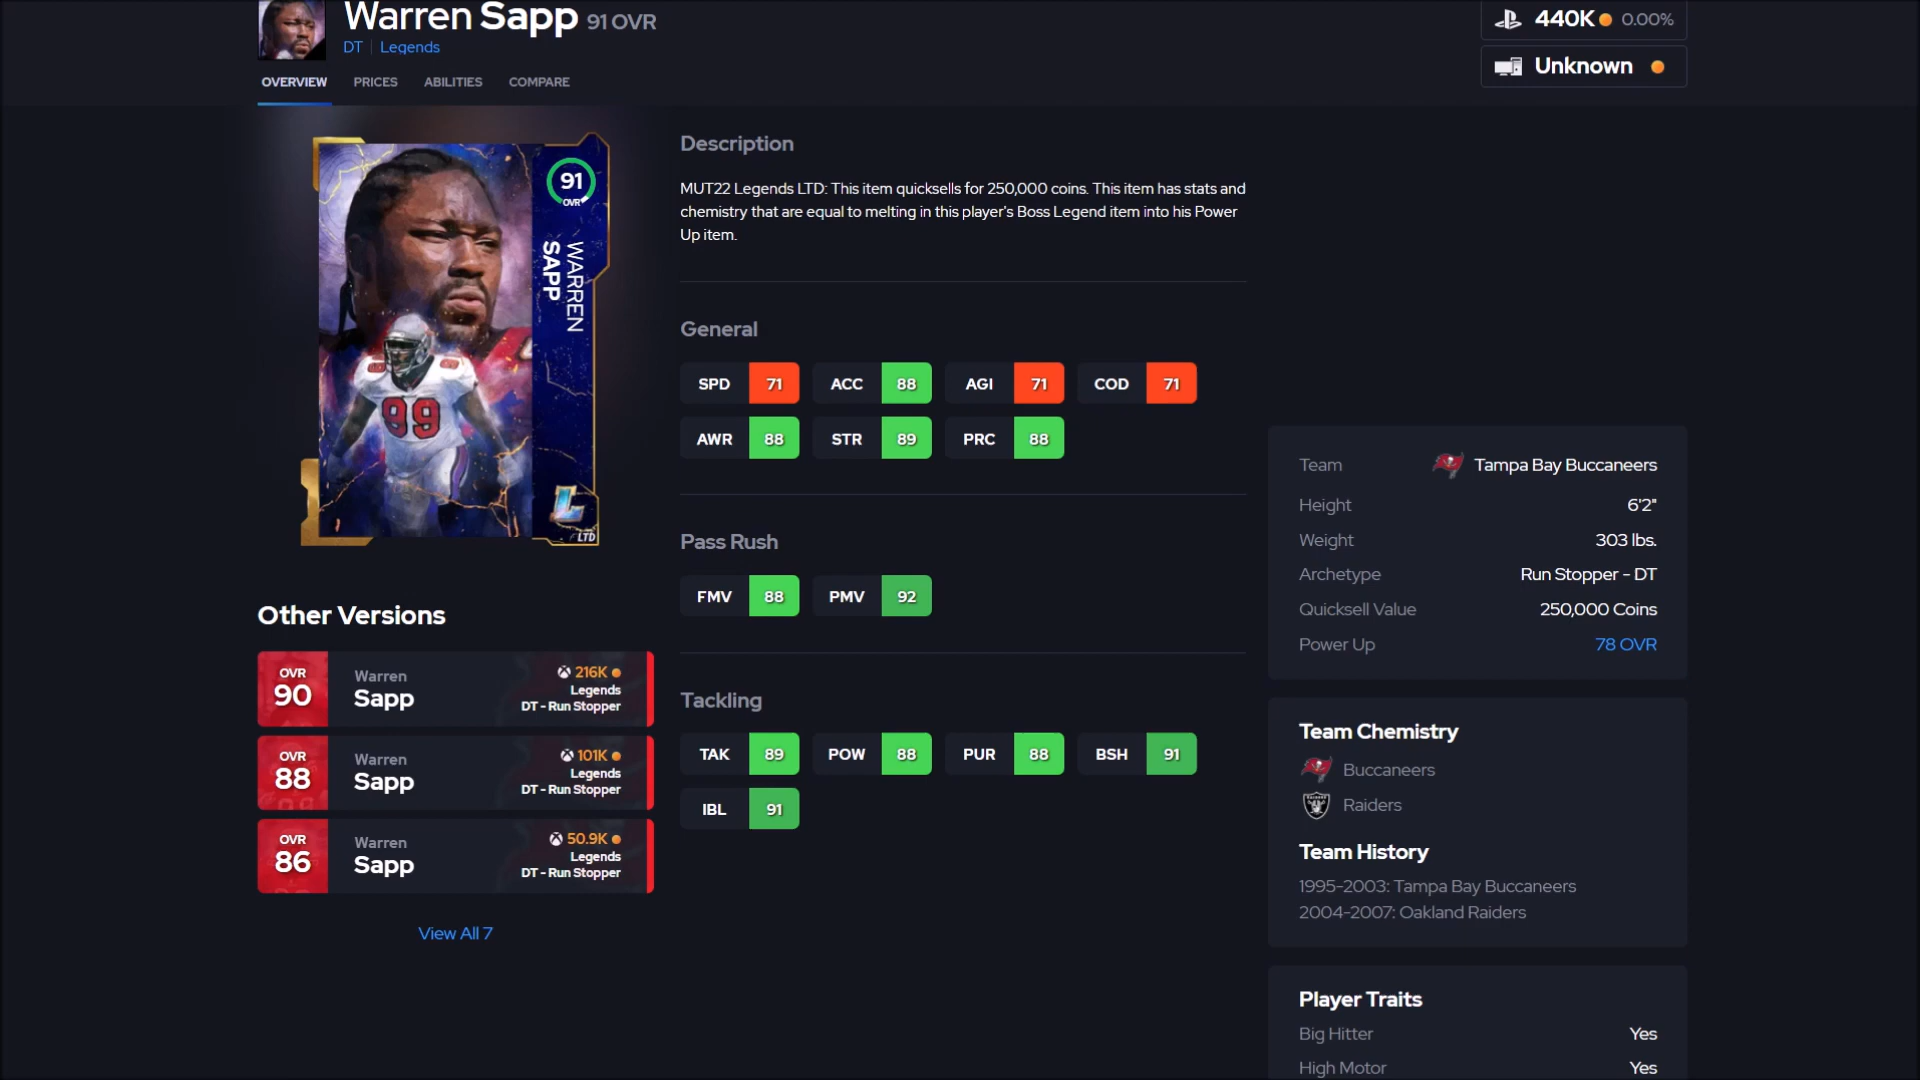 Warren Sapp 91 OVR
DT | Legends
440K 0.00%
Unknown
OVERVIEW PRICES ABILITIES COMPARE
91
OVR
WARREN
SAPP
99
L
LTD
Description
MUT22 Legends LTD: This item quicksells for 250,000 coins. This item has stats and
chemistry that are equal to melting in this player's Boss Legend item into his Power
Up item.
General
SPD 71 ACC 88 AGI 71 COD 71
AWR 88 STR 89 PRC 88
Pass Rush
FMV 88 PMV 92
Tackling
TAK 89 POW 88 PUR 88 BSH 91
IBL 91
Other Versions
OVR
90
Warren
Sapp
216K
Legends
DT - Run Stopper
OVR
88
Warren
Sapp
101K
Legends
DT - Run Stopper
OVR
86
Warren
Sapp
50.9K
Legends
DT - Run Stopper
View All 7
Team Tampa Bay Buccaneers
Height 6'2"
Weight 303 lbs.
Archetype Run Stopper - DT
Quicksell Value 250,000 Coins
Power Up 78 OVR
Team Chemistry
Buccaneers
Raiders
Team History
1995-2003: Tampa Bay Buccaneers
2004-2007: Oakland Raiders
Player Traits
Big Hitter Yes
High Motor Yes